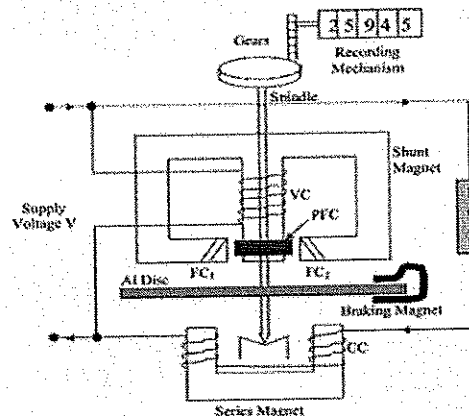 2 5 9 4 5
Gears
Recording
Mechanism
Spindle
Shunt
Magnet
VC
PFC
Supply
Voltage V
FC1
FC2
Al Disc
Braking Magnet
CC
Series Magnet